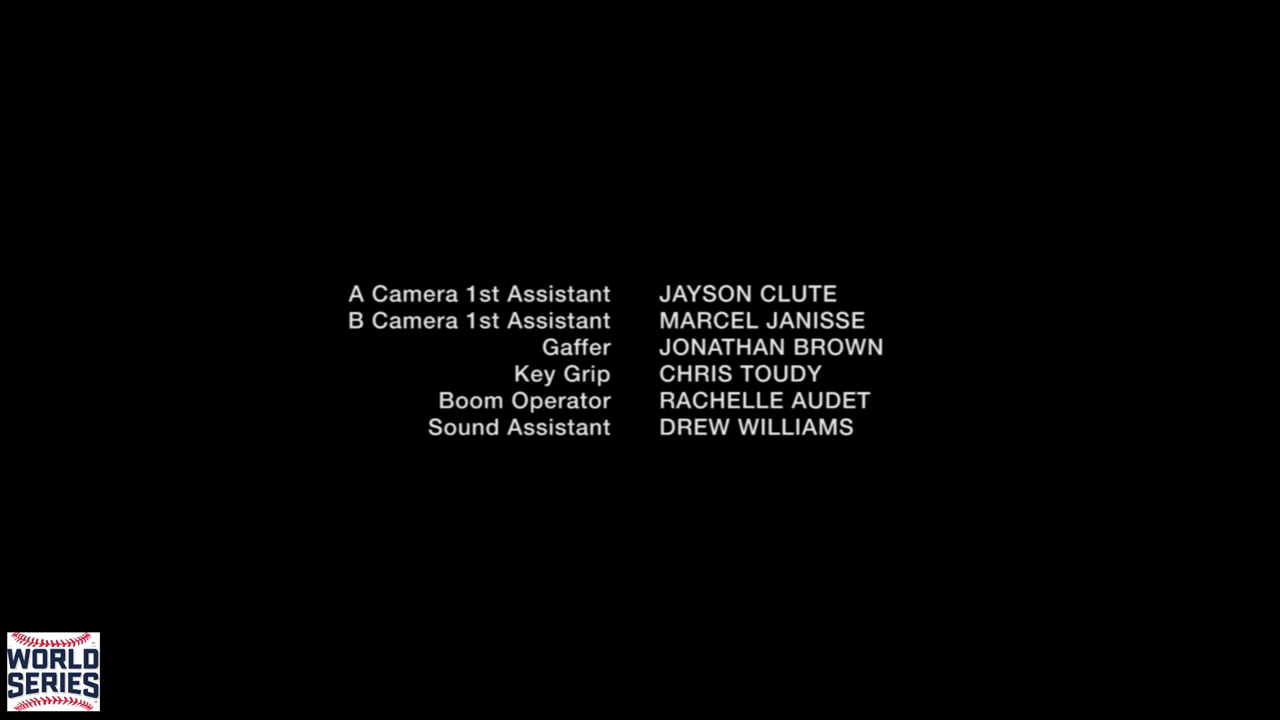 A Camera 1st Assistant JAYSON CLUTE
B Camera 1st Assistant MARCEL JANISSE
Gaffer JONATHAN BROWN
Key Grip CHRIS TOUDY
Boom Operator RACHELLE AUDET
Sound Assistant DREW WILLIAMS
WORLD
SERIES